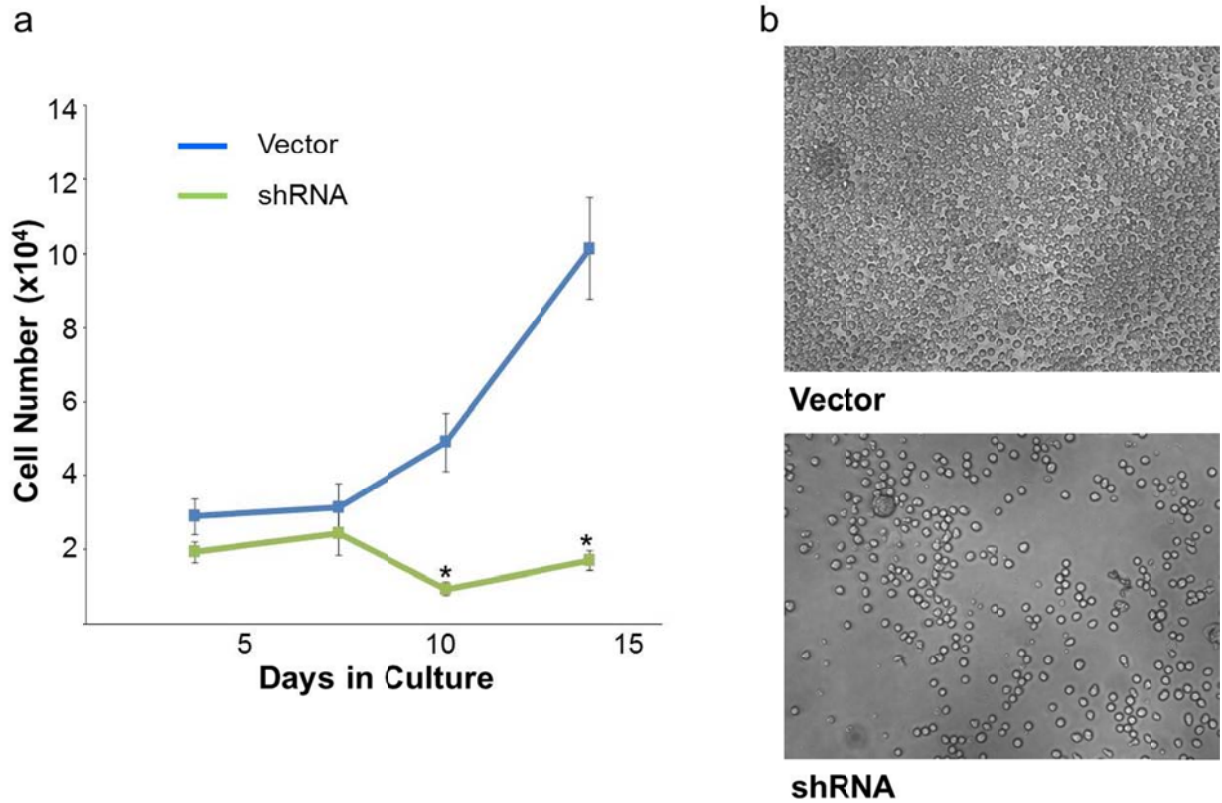 a
b
14
12
10
8
6
4
2
Cell Number (x10⁴)
Vector
shRNA
*
*
5
10
15
Days in Culture
Vector
shRNA